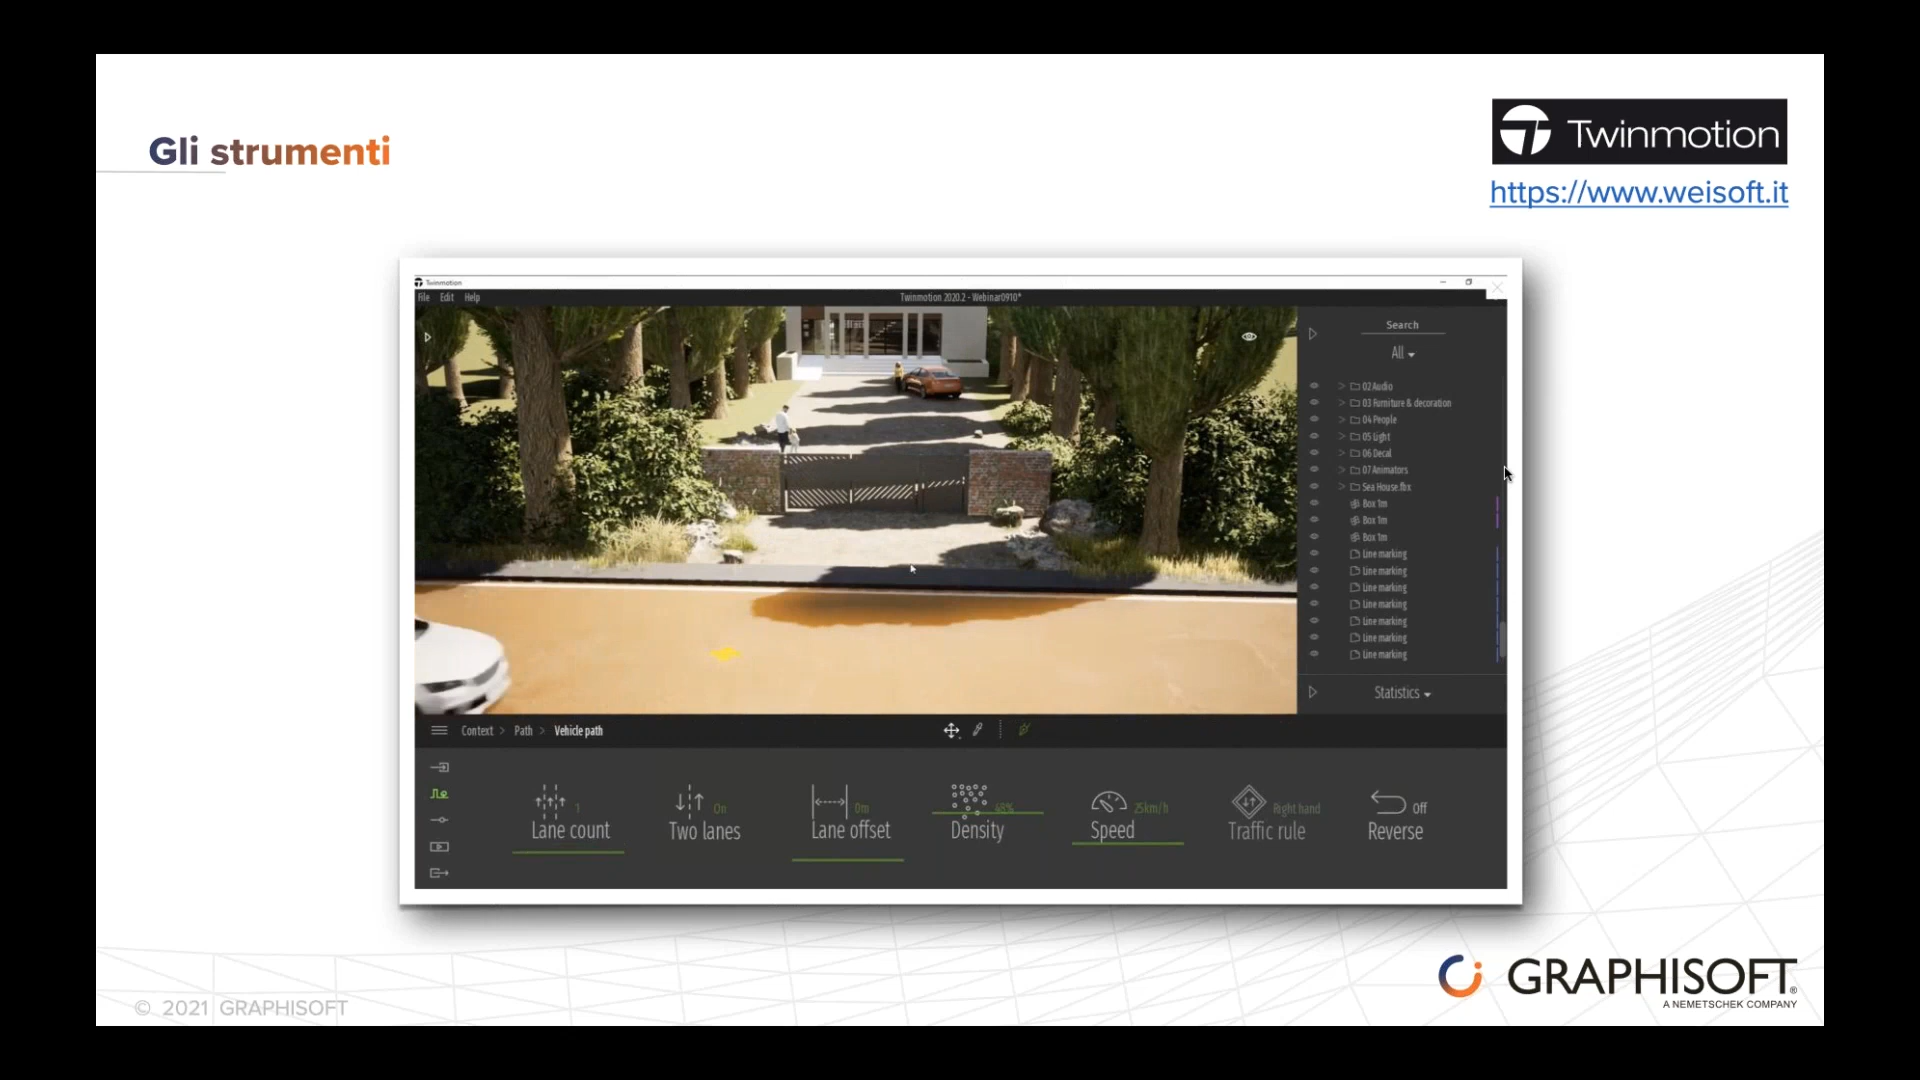 Gli strumenti
Twinmotion
https://www.weisoft.it
Twinmotion
File Edit Help
Twinmotion 2020.2 - Webinar0910*
Search
All
02 Audio
03 Furniture & decoration
04 People
05 Light
06 Decal
07 Animators
Sea House.fbx
Box 1m
Box 1m
Box 1m
Line marking
Line marking
Line marking
Line marking
Line marking
Line marking
Line marking
Statistics
Context > Path > Vehicle path
1
Lane count
On
Two lanes
0m
Lane offset
48%
Density
25km/h
Speed
Right hand
Traffic rule
Off
Reverse
© 2021 GRAPHISOFT
GRAPHISOFT®
A NEMETSCHEK COMPANY